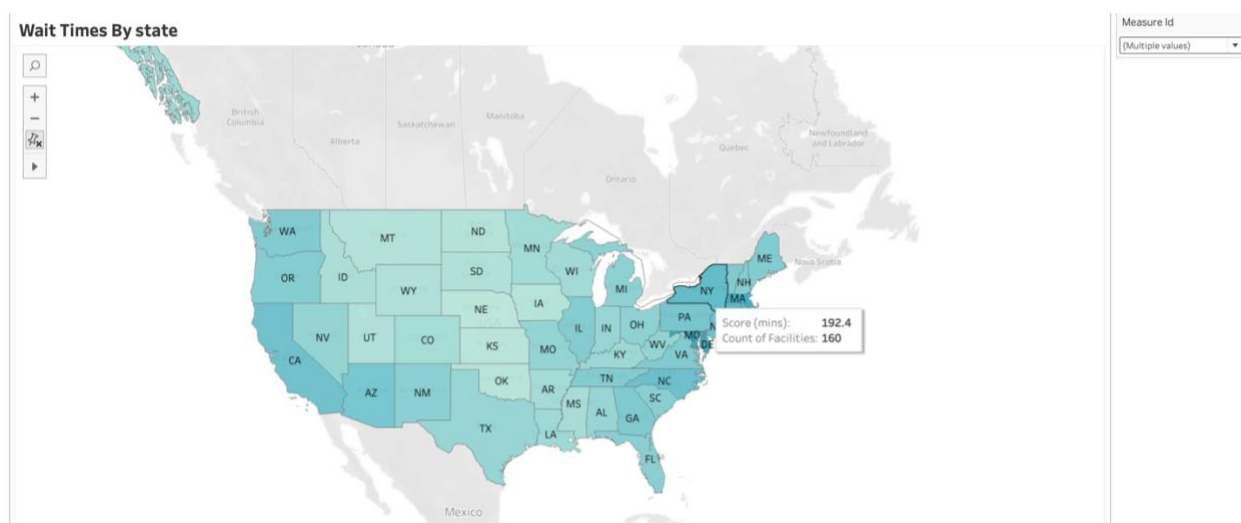 Wait Times By state
Measure Id
(Multiple values)
British
Columbia
Alberta
Saskatchewan
Manitoba
Ontario
Quebec
Newfoundland
and Labrador
Nova Scotia
WA
MT
ND
MN
ME
OR
ID
SD
WI
MI
NY
NH
MA
WY
IA
NE
PA
NV
UT
CO
IL
IN
OH
MD
DE
CA
KS
MO
WV
VA
KY
AZ
NM
OK
AR
TN
NC
SC
MS
AL
GA
TX
LA
FL
Mexico
Score (mins): 192.4
Count of Facilities: 160